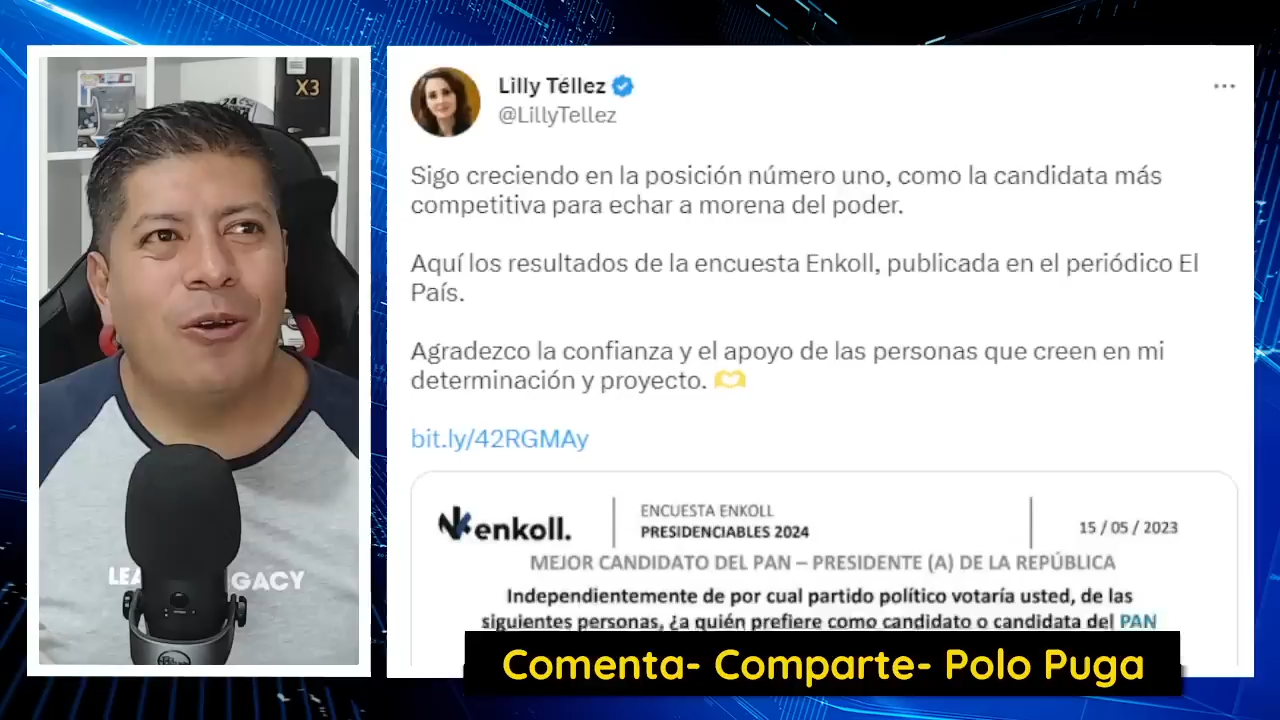 X3
LEA GACY
Lilly Téllez
@LillyTellez
Sigo creciendo en la posición número uno, como la candidata más
competitiva para echar a morena del poder.
Aquí los resultados de la encuesta Enkoll, publicada en el periódico El
País.
Agradezco la confianza y el apoyo de las personas que creen en mi
determinación y proyecto. 🫶
bit.ly/42RGMAy
enkoll.
ENCUESTA ENKOLL
PRESIDENCIABLES 2024
15 / 05 / 2023
MEJOR CANDIDATO DEL PAN – PRESIDENTE (A) DE LA REPÚBLICA
Independientemente de por cual partido político votaría usted, de las
siguientes personas, ¿a quién prefiere como candidato o candidata del PAN
Comenta- Comparte- Polo Puga